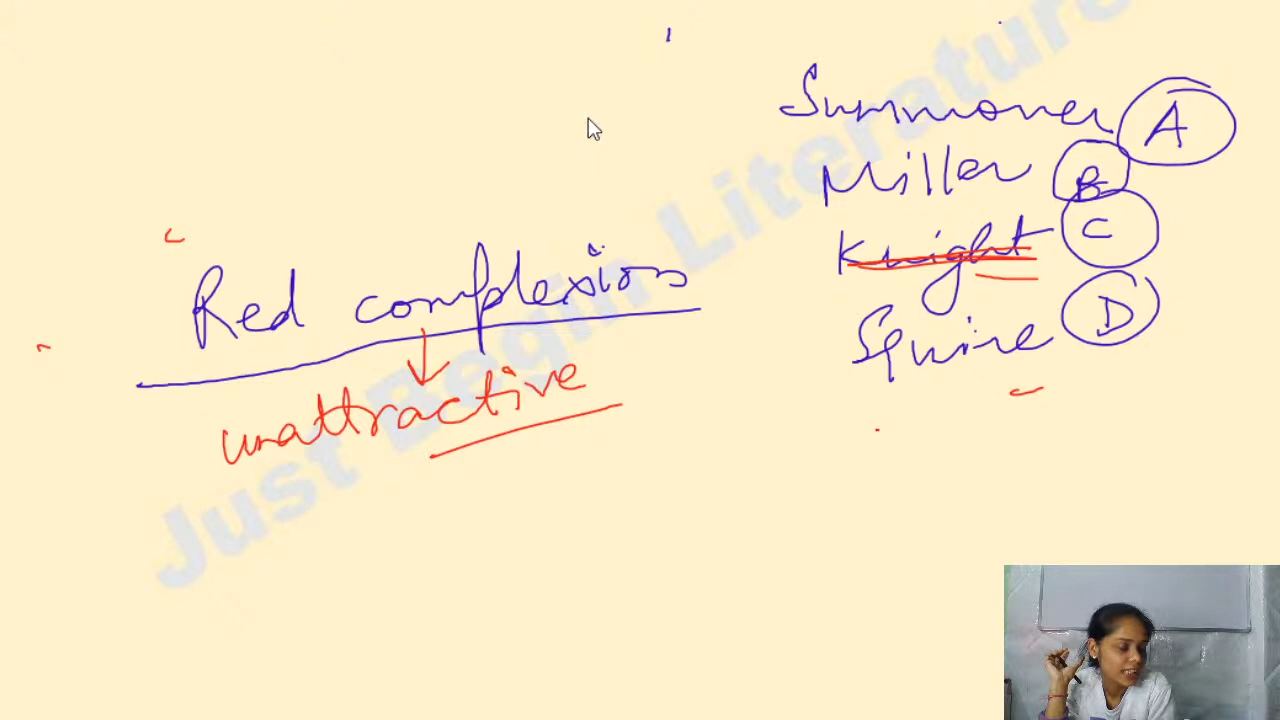 Summoner A
Miller B
Knight C
Squire D
Red complexion
unattractive
Just Begin Literature